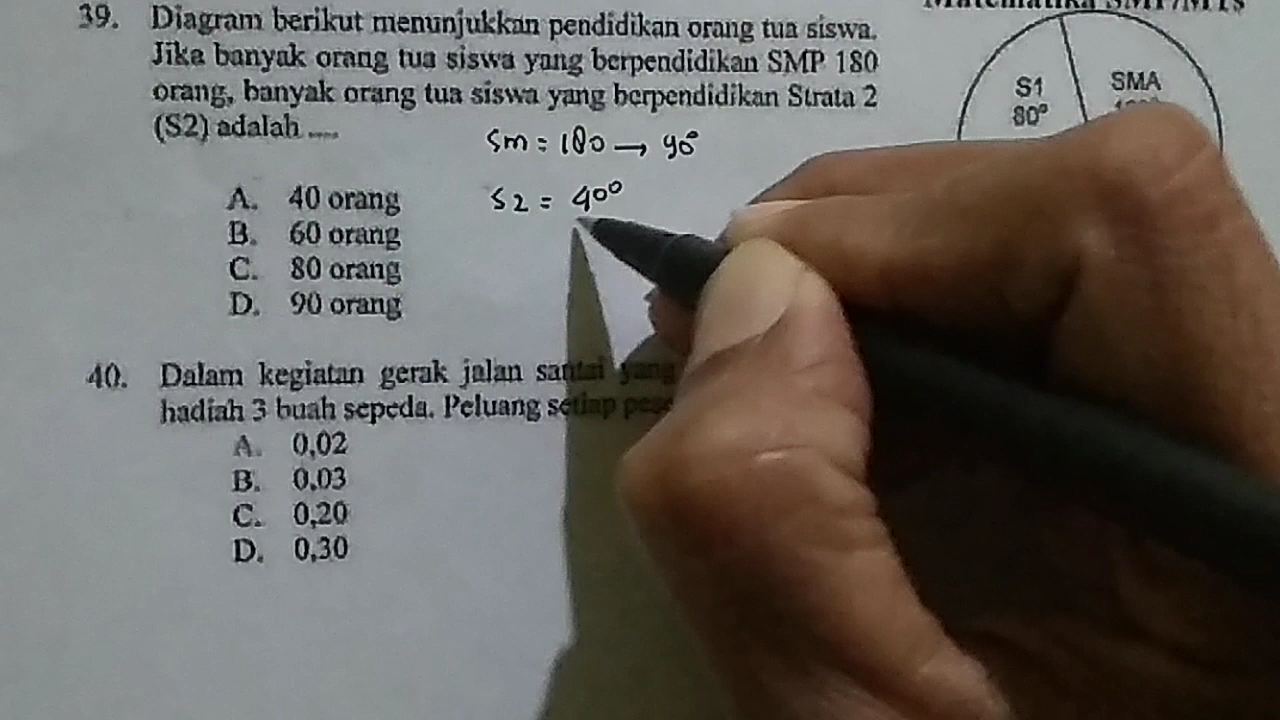 39. Diagram berikut menunjukkan pendidikan orang tua siswa.
Jika banyak orang tua siswa yang berpendidikan SMP 180
orang, banyak orang tua siswa yang berpendidikan Strata 2
(S2) adalah ....
A. 40 orang
B. 60 orang
C. 80 orang
D. 90 orang
Sm = 180 → 90°
S2 = 40°
S1
80°
SMA
40. Dalam kegiatan gerak jalan santai yang
hadiah 3 buah sepeda. Peluang setiap
A. 0,02
B. 0,03
C. 0,20
D. 0,30